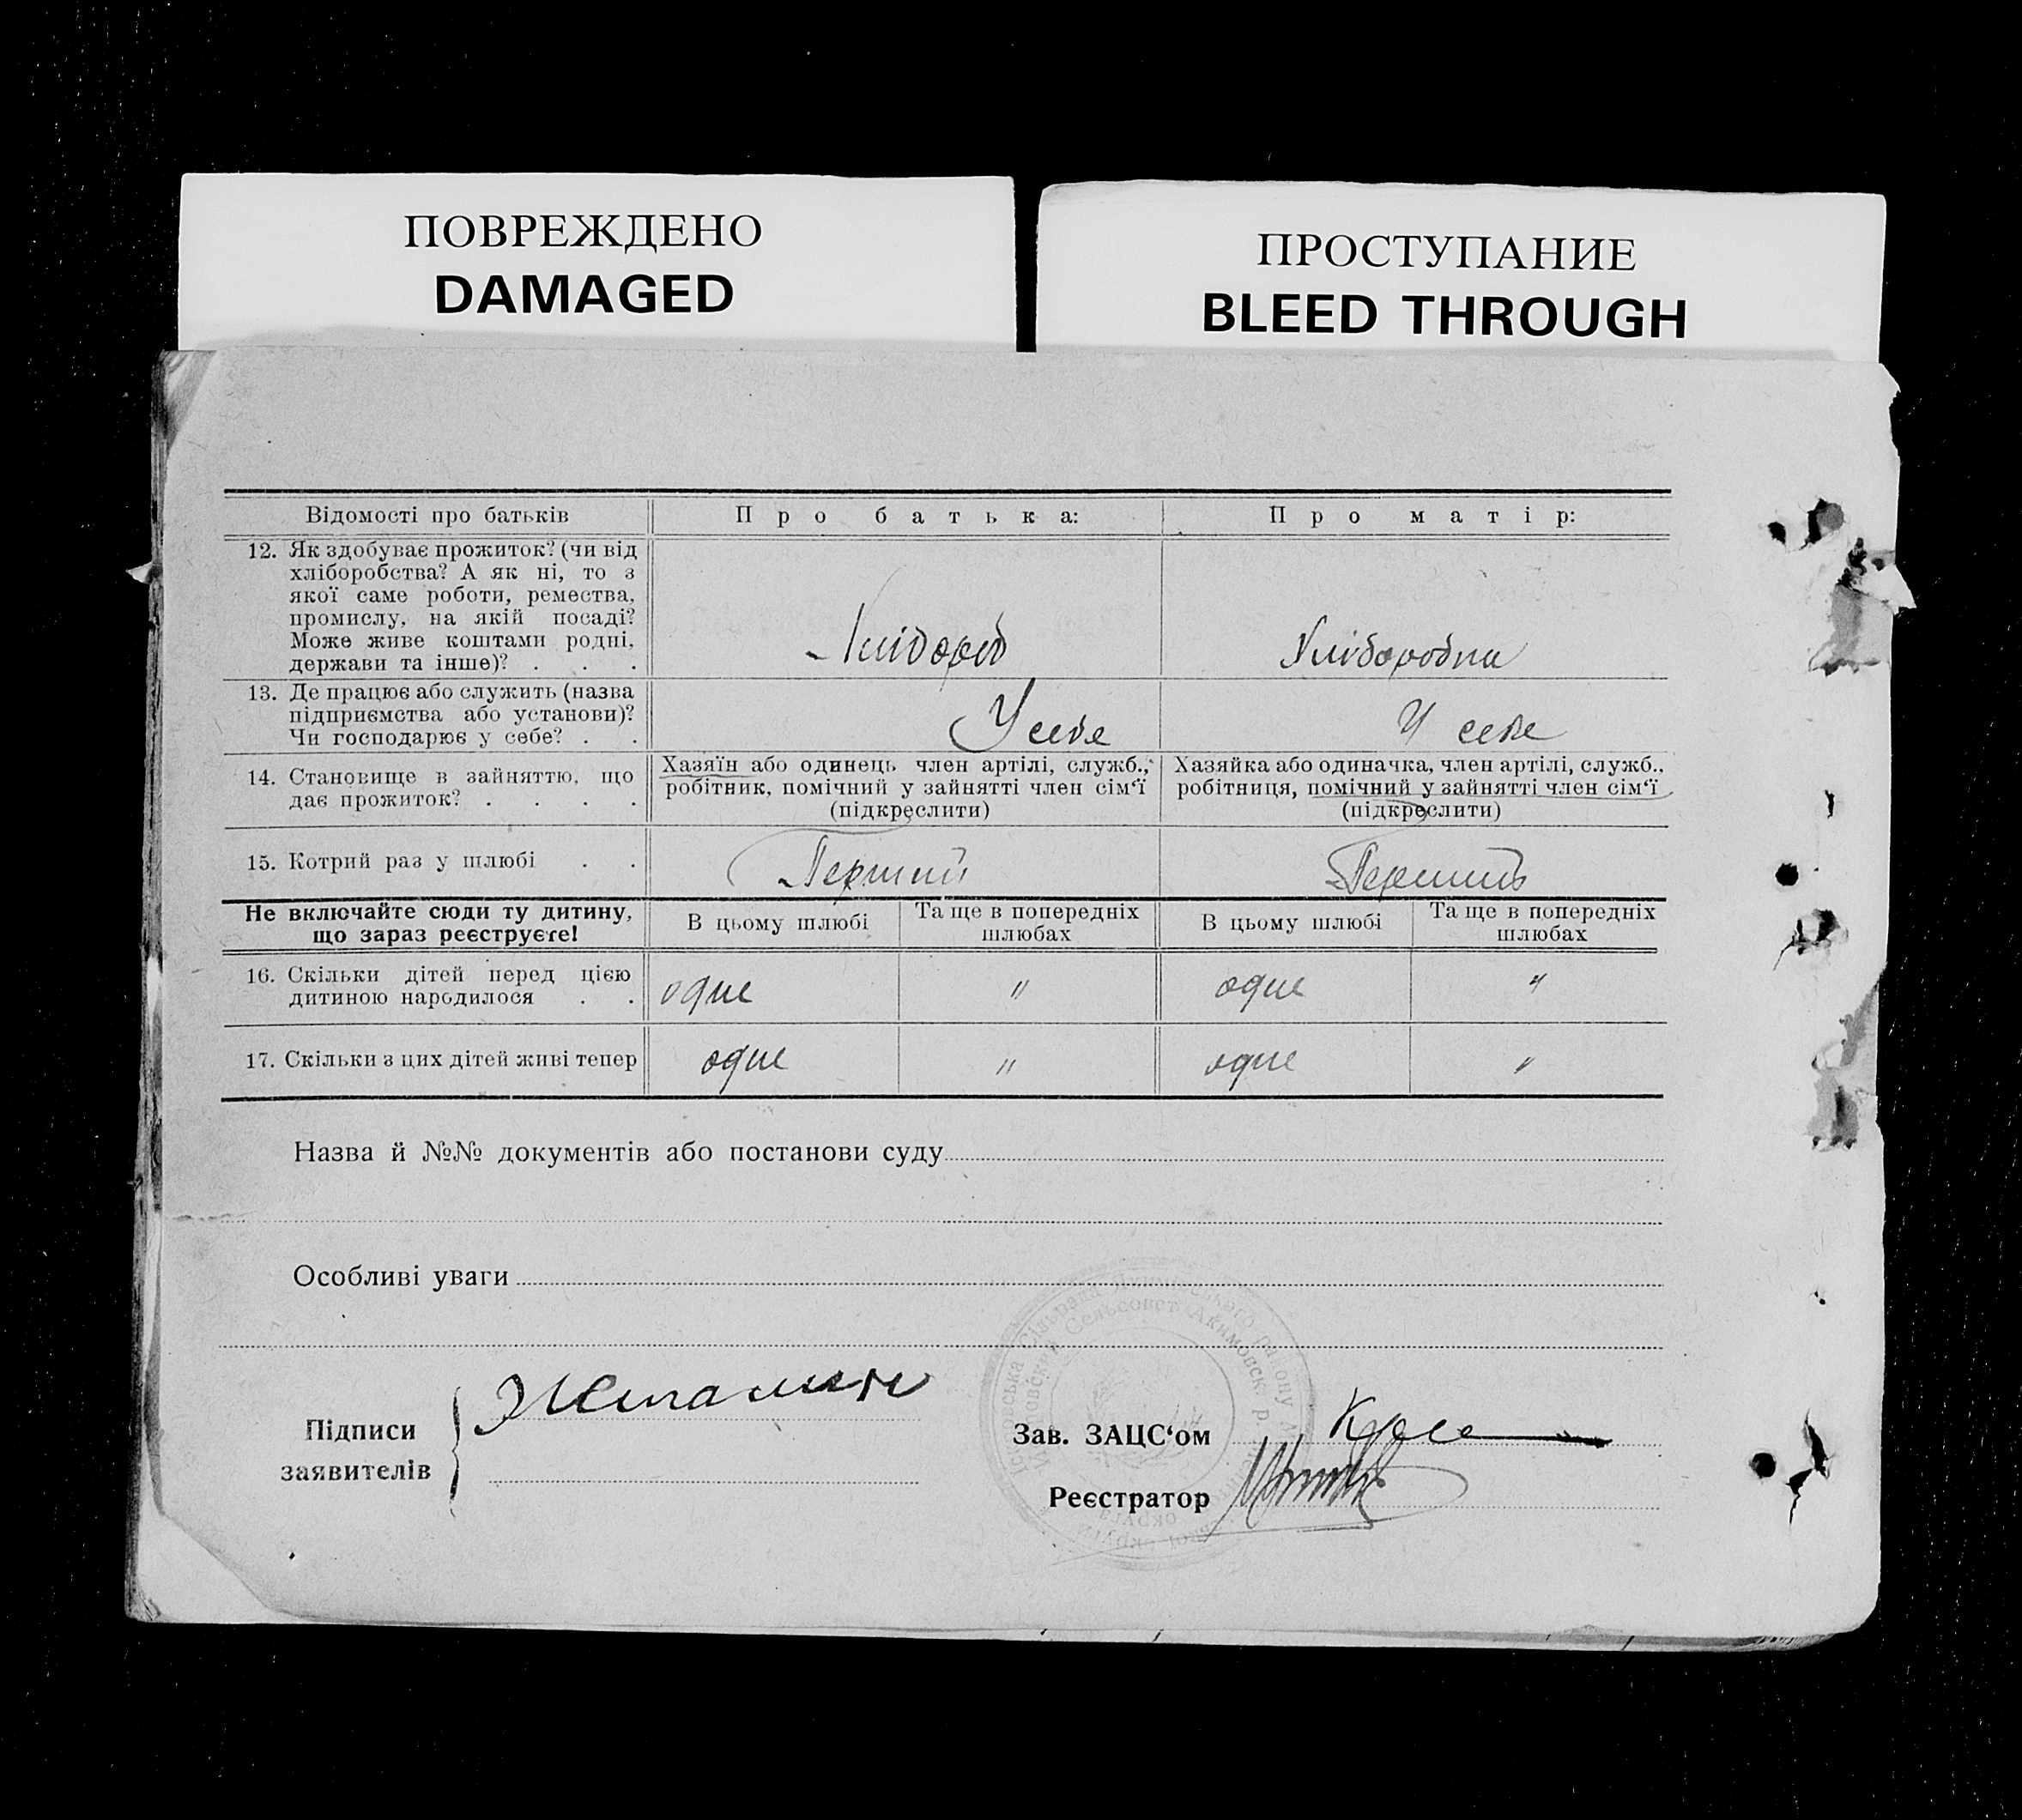 ПОВРЕЖДЕНО
DAMAGED
ПРОСТУПАНИЕ
BLEED THROUGH
Відомості про батьків
Про батька:
Про матір:
12. Як здобуває прожиток? (чи від
хліборобства? А як ні, то з
якої саме роботи, ремества,
промислу, на якій посаді?
Може живе коштами родні,
держави та інше)? . . .
Хлібороб
Хлібороб
13. Де працює або служить (назва
підприємства або установи)?
Чи господарює у себе? . .
У себе
У себе
14. Становище в зайняттю, що
дає прожиток? . . . .
Хазяїн або одинець член артілі, служб.,
робітник, помічний у зайнятті член сім‘ї
(підкреслити)
Хазяйка або одиначка, член артілі, служб.,
робітниця, помічний у зайнятті член сім‘ї
(підкреслити)
15. Котрий раз у шлюбі . .
Перший
Перший
Не включайте сюди ту дитину,
що зараз реєструєте!
В цьому шлюбі
Та ще в попередніх
шлюбах
В цьому шлюбі
Та ще в попередніх
шлюбах
16. Скільки дітей перед цією
дитиною народилося . .
одне
"
одне
"
17. Скільки з цих дітей живі тепер
одне
"
одне
"
Назва й №№ документів або постанови суду
Особливі уваги
Підписи
заявителів
Зав. ЗАЦС‘ом
Реєстратор
Сельсовет Акимовск. р.